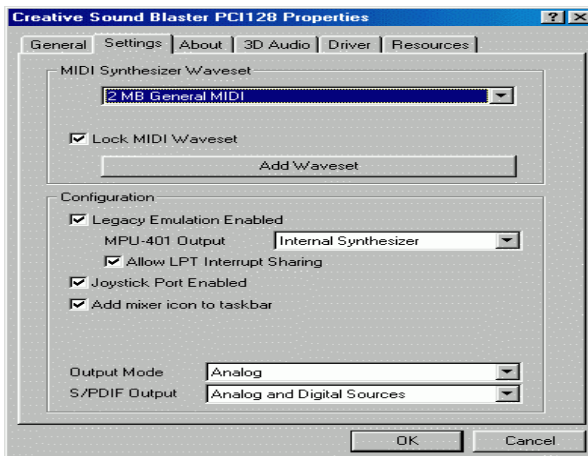 Creative Sound Blaster PCI128 Properties
General Settings About 3D Audio Driver Resources
MIDI Synthesizer Waveset
2 MB General MIDI
Lock MIDI Waveset
Add Waveset
Configuration
Legacy Emulation Enabled
MPU-401 Output Internal Synthesizer
Allow LPT Interrupt Sharing
Joystick Port Enabled
Add mixer icon to taskbar
Output Mode Analog
S/PDIF Output Analog and Digital Sources
OK Cancel